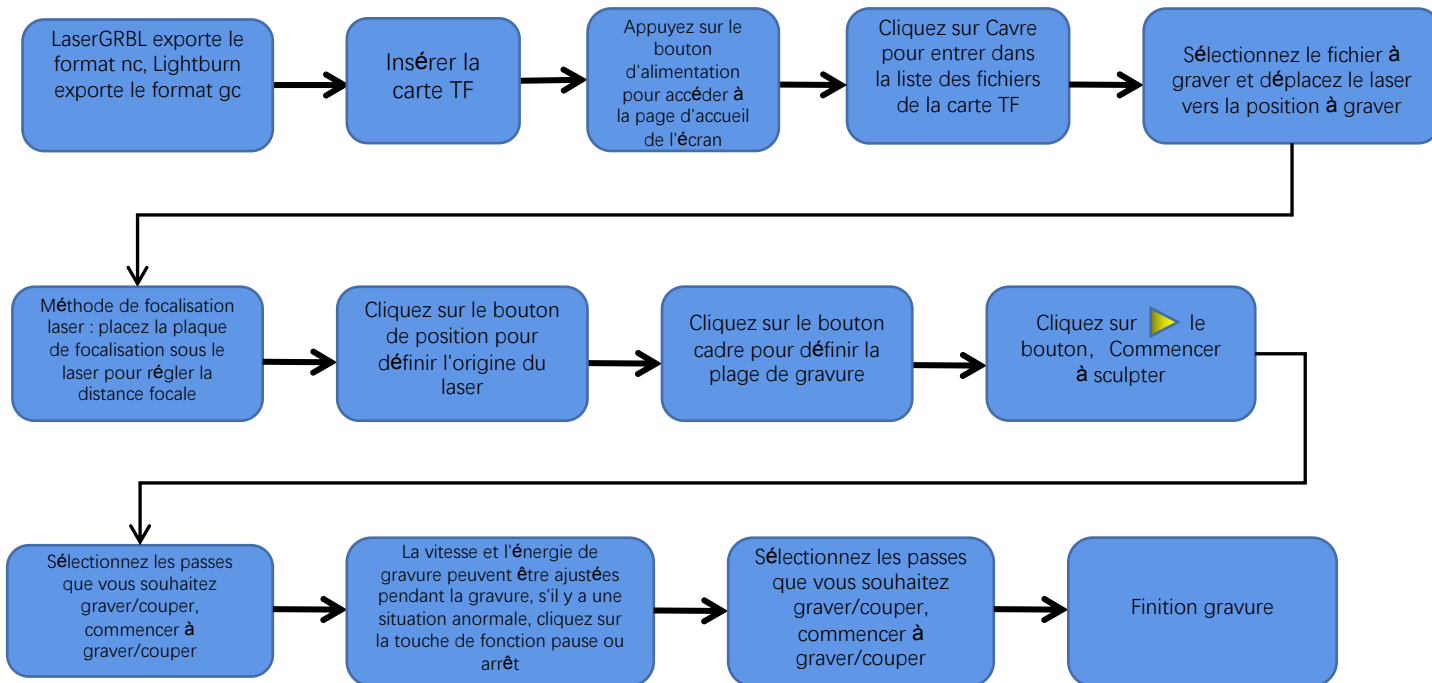 LaserGRBL exporte le
format nc, Lightburn
exporte le format gc
Insérer la
carte TF
Appuyez sur le
bouton
d'alimentation
pour accéder à
la page d'accueil
de l'écran
Cliquez sur Cavre
pour entrer dans
la liste des fichiers
de la carte TF
Sélectionnez le fichier à
graver et déplacez le laser
vers la position à graver
Méthode de focalisation
laser : placez la plaque
de focalisation sous le
laser pour régler la
distance focale
Cliquez sur le bouton
de position pour
définir l'origine du
laser
Cliquez sur le bouton
cadre pour définir la
plage de gravure
Cliquez sur le
bouton, Commencer
à sculpter
Sélectionnez les passes
que vous souhaitez
graver/couper,
commencer à
graver/couper
La vitesse et l'énergie de
gravure peuvent être ajustées
pendant la gravure, s'il y a une
situation anormale, cliquez sur
la touche de fonction pause ou
arrêt
Sélectionnez les passes
que vous souhaitez
graver/couper,
commencer à
graver/couper
Finition gravure